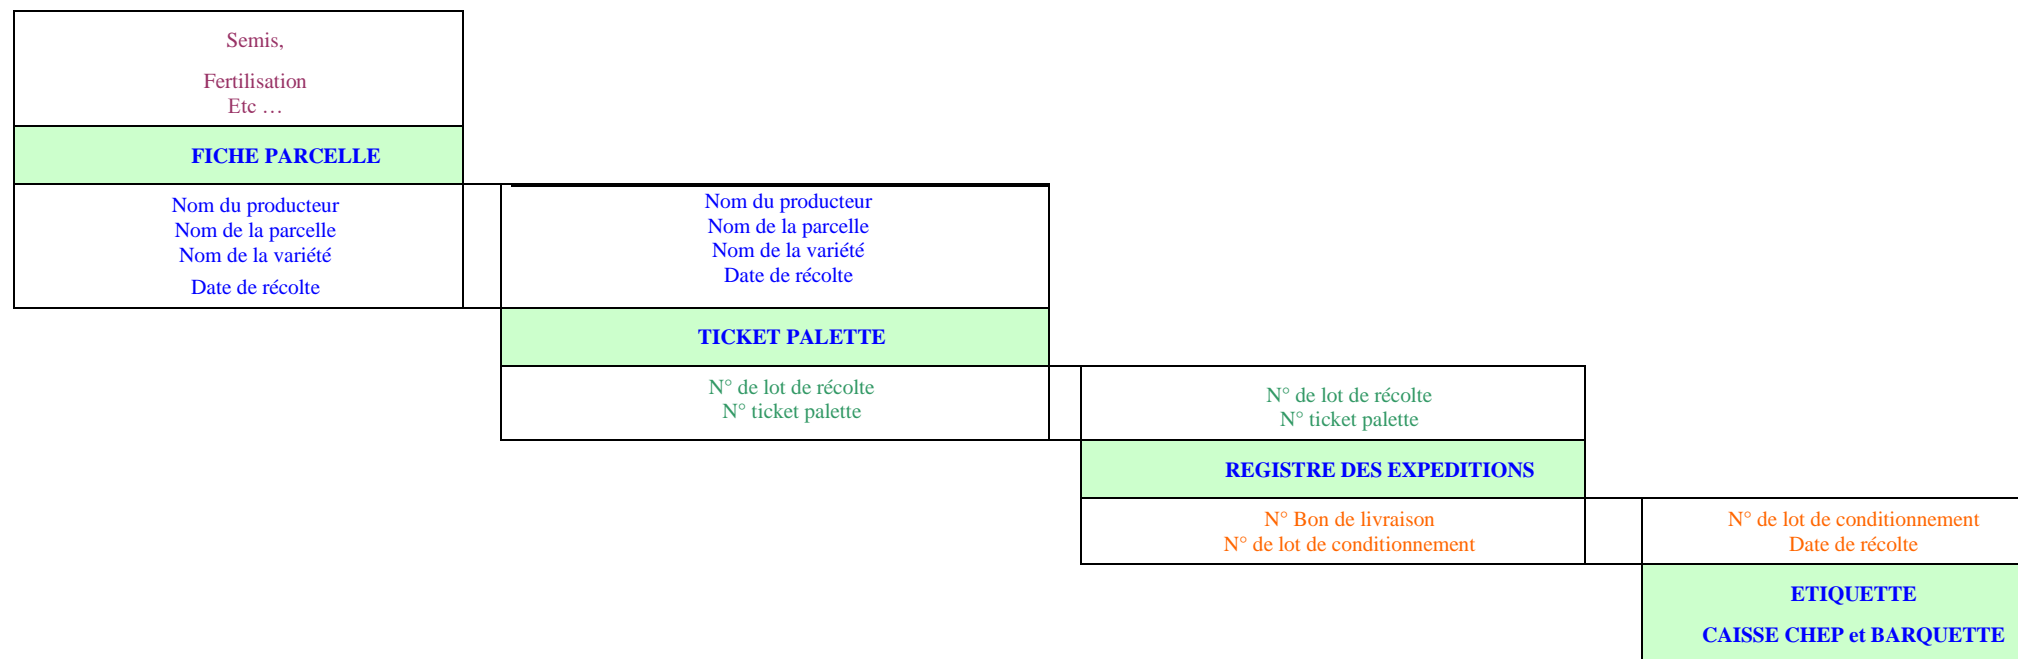 Semis,
Fertilisation
Etc …
FICHE PARCELLE
Nom du producteur
Nom de la parcelle
Nom de la variété
Date de récolte
Nom du producteur
Nom de la parcelle
Nom de la variété
Date de récolte
TICKET PALETTE
N° de lot de récolte
N° ticket palette
N° de lot de récolte
N° ticket palette
REGISTRE DES EXPEDITIONS
N° Bon de livraison
N° de lot de conditionnement
N° de lot de conditionnement
Date de récolte
ETIQUETTE
CAISSE CHEP et BARQUETTE